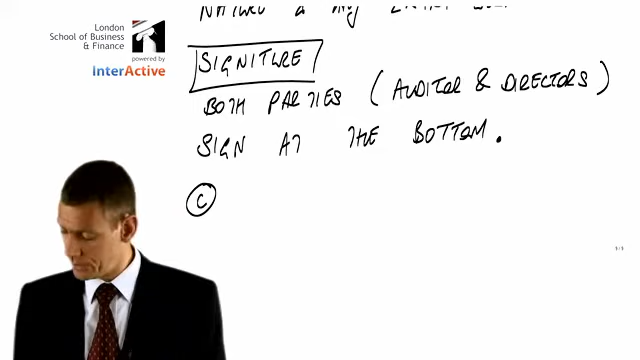 London
School of Business
& Finance
powered by
InterActive
SIGNITURE
BOTH PARTIES (AUDITOR & DIRECTORS)
SIGN AT THE BOTTOM.
C